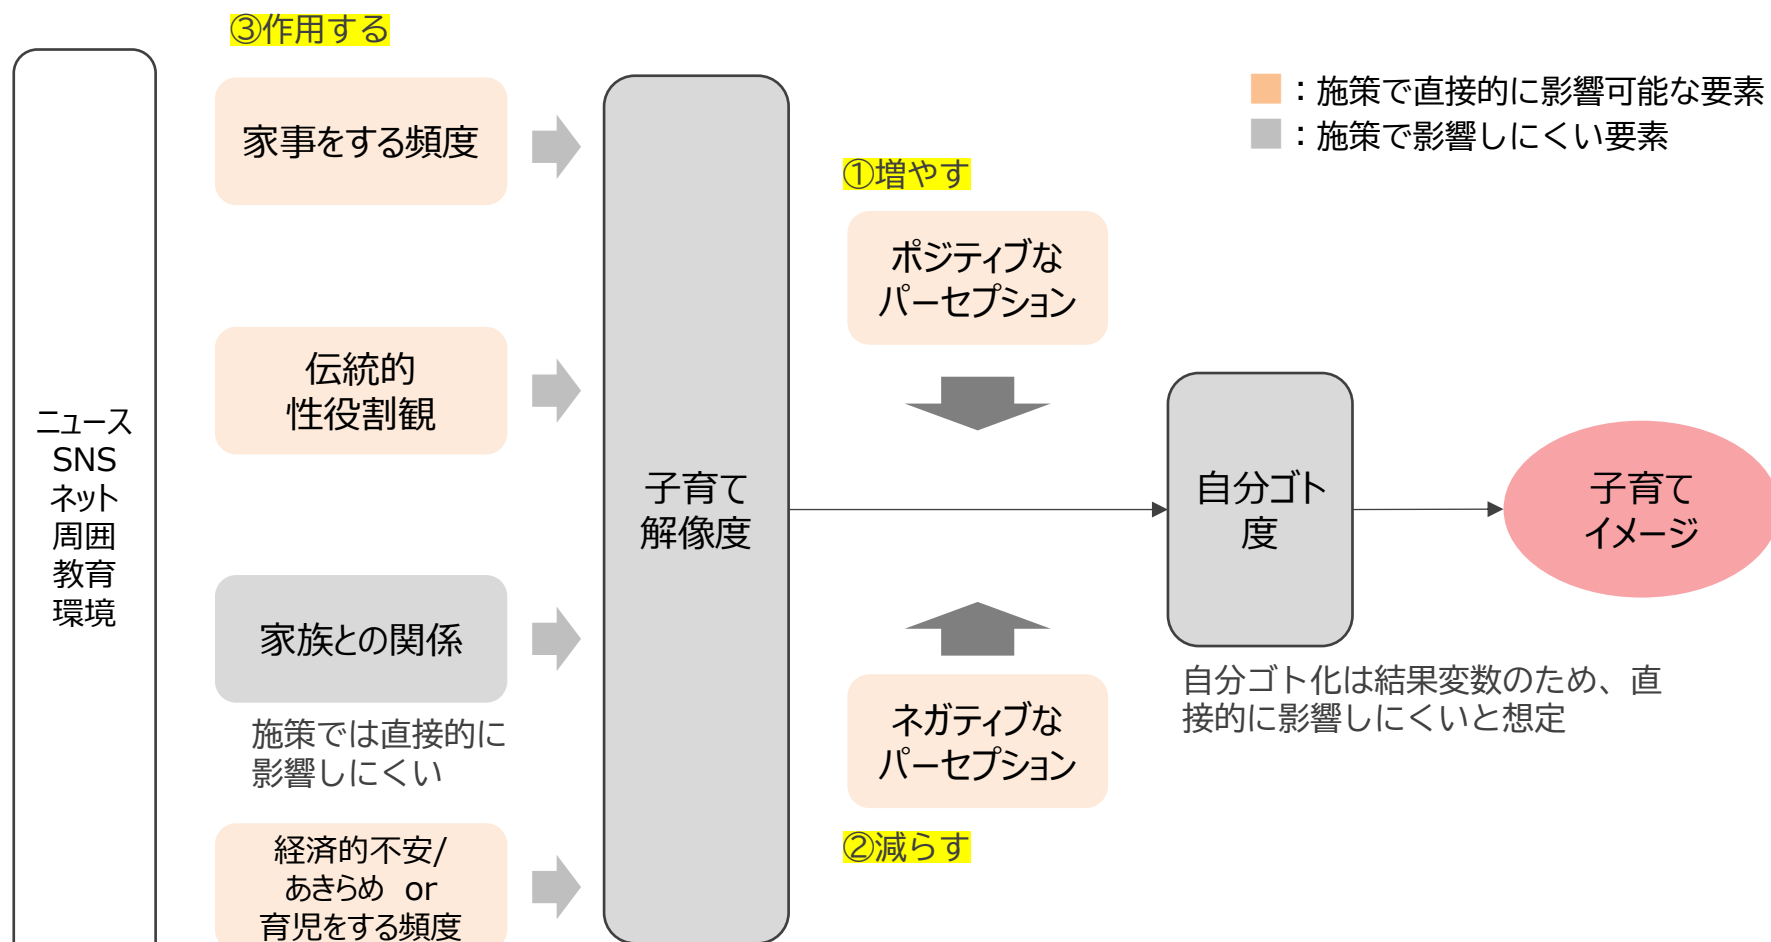 ③作用する
ニュース
SNS
ネット
周囲
教育
環境
家事をする頻度
伝統的
性役割観
家族との関係
施策では直接的に
影響しにくい
経済的不安/
あきらめ or
育児をする頻度
子育て
解像度
①増やす
ポジティブな
パーセプション
ネガティブな
パーセプション
②減らす
：施策で直接的に影響可能な要素
：施策で影響しにくい要素
自分ゴト
度
自分ゴト化は結果変数のため、直
接的に影響しにくいと想定
子育て
イメージ